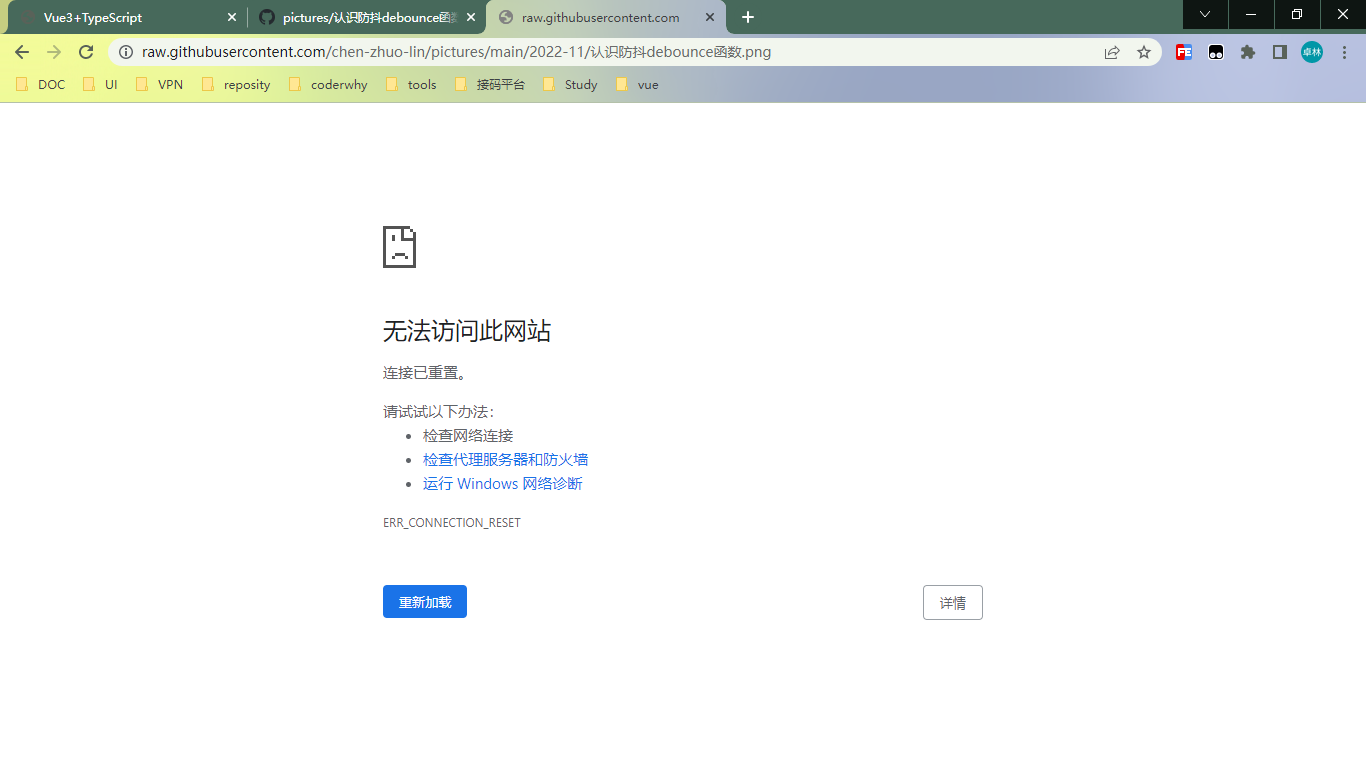 Vue3+TypeScript
pictures/认识防抖debounce函数
raw.githubusercontent.com
raw.githubusercontent.com/chen-zhuo-lin/pictures/main/2022-11/认识防抖debounce函数.png
FE
卓林
DOC
UI
VPN
reposity
coderwhy
tools
接码平台
Study
vue
无法访问此网站
连接已重置。
请试试以下办法：
检查网络连接
检查代理服务器和防火墙
运行 Windows 网络诊断
ERR_CONNECTION_RESET
重新加载
详情